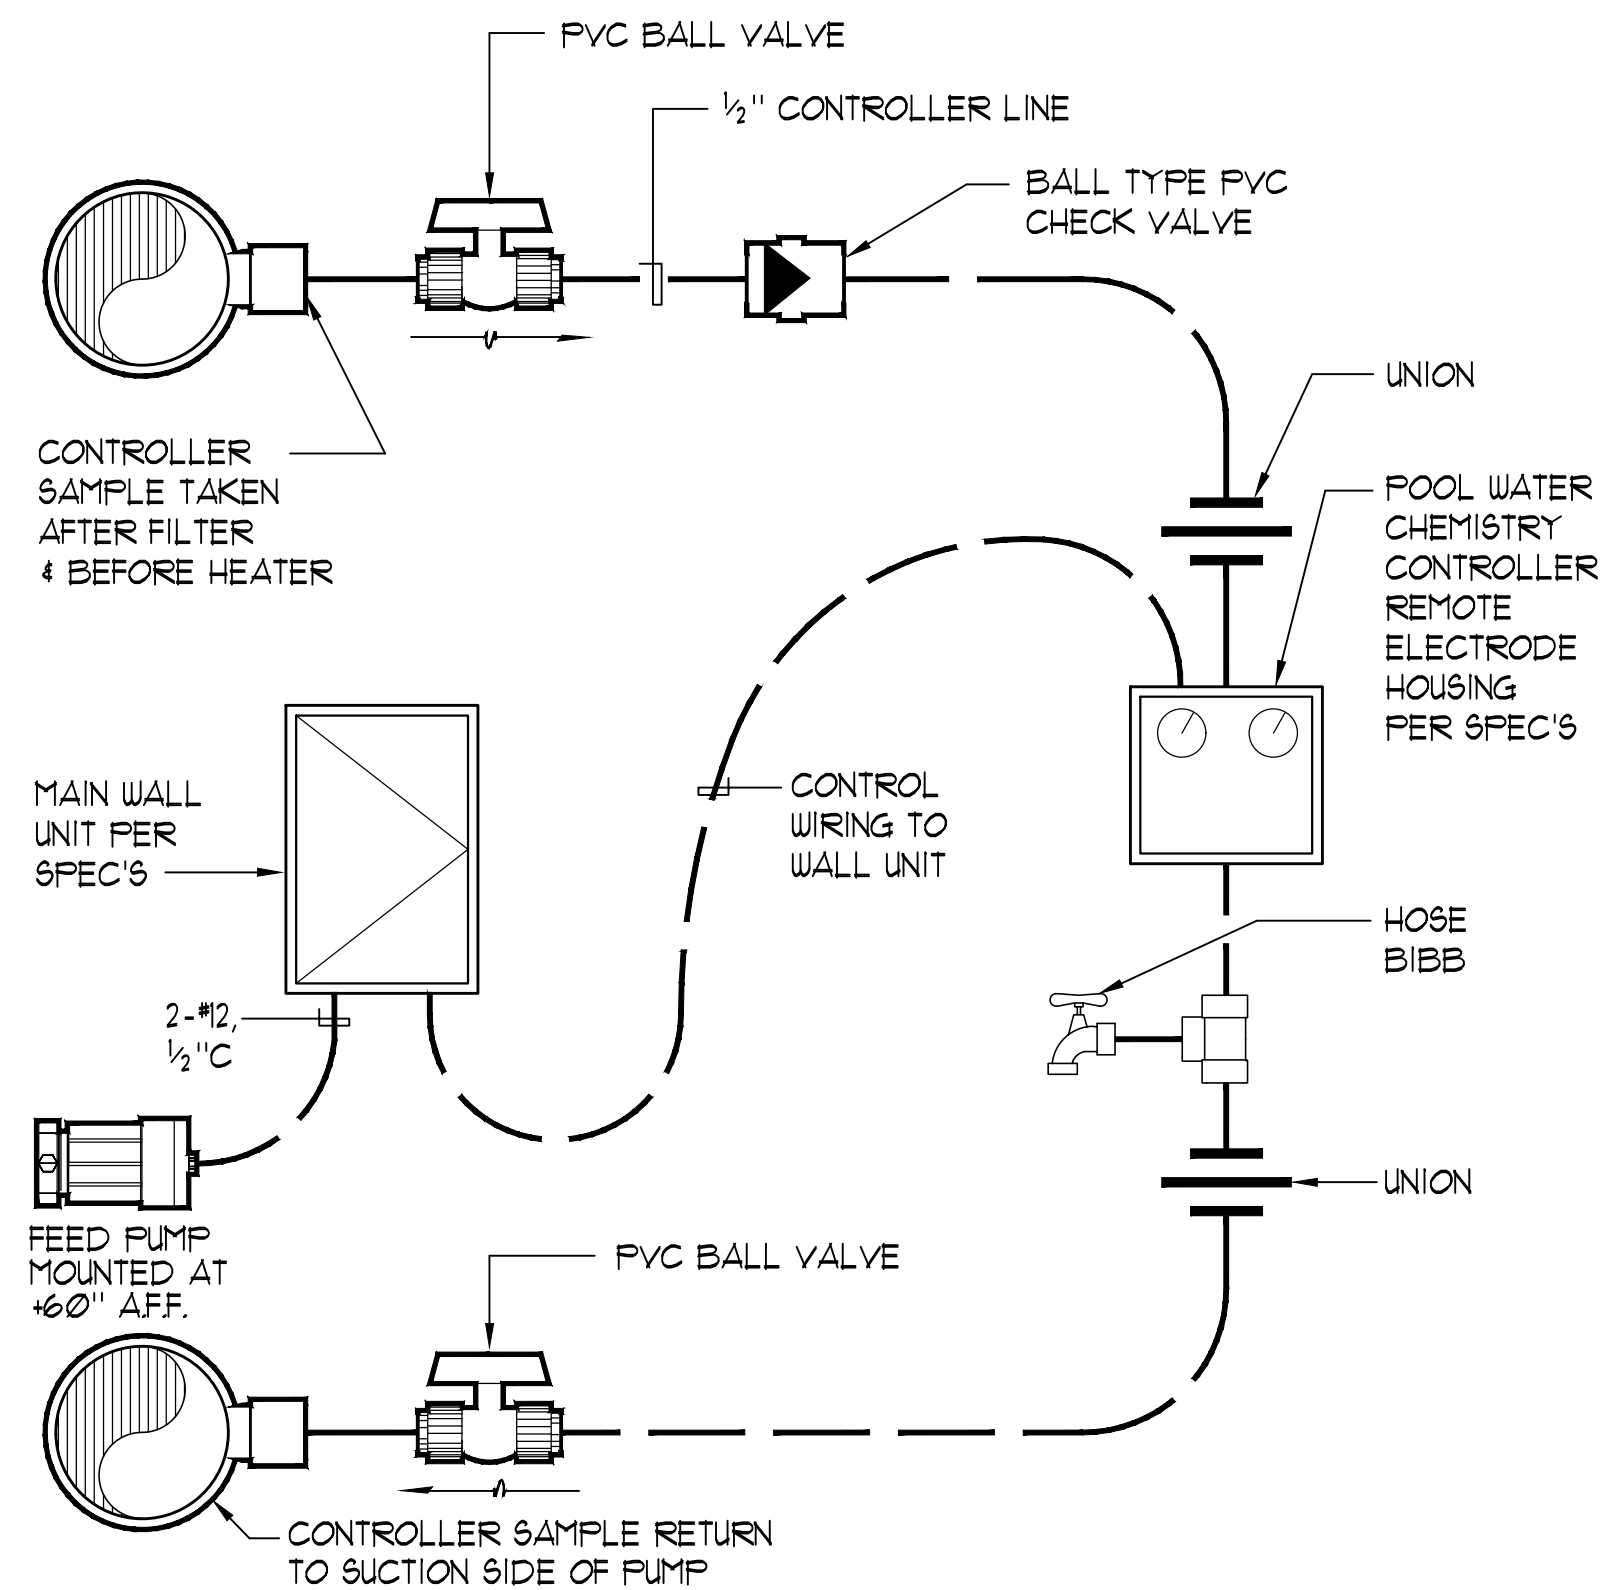 PVC BALL VALVE
½" CONTROLLER LINE
BALL TYPE PVC
CHECK VALVE
UNION
CONTROLLER
SAMPLE TAKEN
AFTER FILTER
& BEFORE HEATER
POOL WATER
CHEMISTRY
CONTROLLER
REMOTE
ELECTRODE
HOUSING
PER SPEC'S
MAIN WALL
UNIT PER
SPEC'S
CONTROL
WIRING TO
WALL UNIT
HOSE
BIBB
2-#12,
½"C
UNION
FEED PUMP
MOUNTED AT
+60" A.F.F.
PVC BALL VALVE
CONTROLLER SAMPLE RETURN
TO SUCTION SIDE OF PUMP